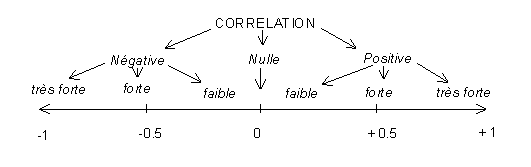 CORRELATION
Négative Nulle Positive
très forte forte faible faible forte très forte
-1 -0.5 0 + 0.5 + 1